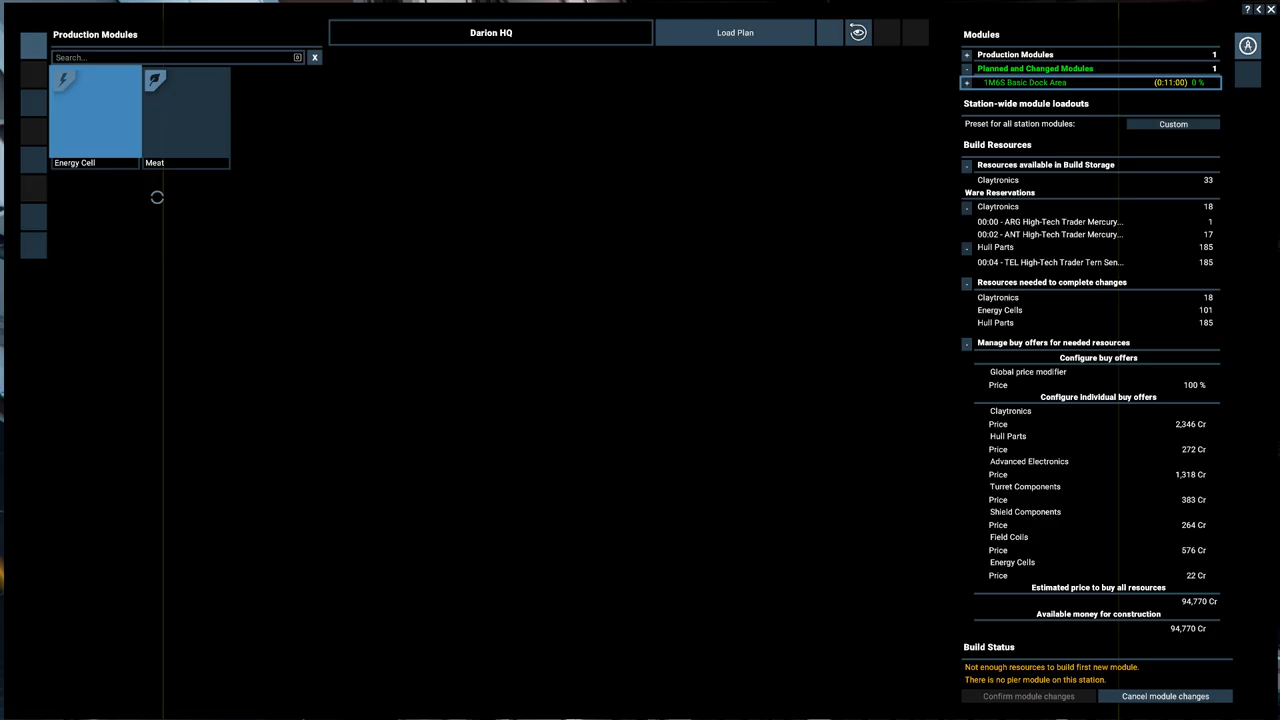 Production Modules
Search...
X
Energy Cell
Meat
Darion HQ
Load Plan
?
Modules
+ Production Modules 1
- Planned and Changed Modules 1
+ 1M6S Basic Dock Area (0:11:00) 0 %
Station-wide module loadouts
Preset for all station modules: Custom
Build Resources
- Resources available in Build Storage
Claytronics 33
Ware Reservations
- Claytronics 18
00:00 - ARG High-Tech Trader Mercury... 1
00:02 - ANT High-Tech Trader Mercury... 17
- Hull Parts 185
00:04 - TEL High-Tech Trader Tern Sen... 185
- Resources needed to complete changes
Claytronics 18
Energy Cells 101
Hull Parts 185
- Manage buy offers for needed resources
Configure buy offers
Global price modifier
Price 100 %
Configure individual buy offers
Claytronics
Price 2,346 Cr
Hull Parts
Price 272 Cr
Advanced Electronics
Price 1,318 Cr
Turret Components
Price 383 Cr
Shield Components
Price 264 Cr
Field Coils
Price 576 Cr
Energy Cells
Price 22 Cr
Estimated price to buy all resources
94,770 Cr
Available money for construction
94,770 Cr
Build Status
Not enough resources to build first new module.
There is no pier module on this station.
Confirm module changes
Cancel module changes